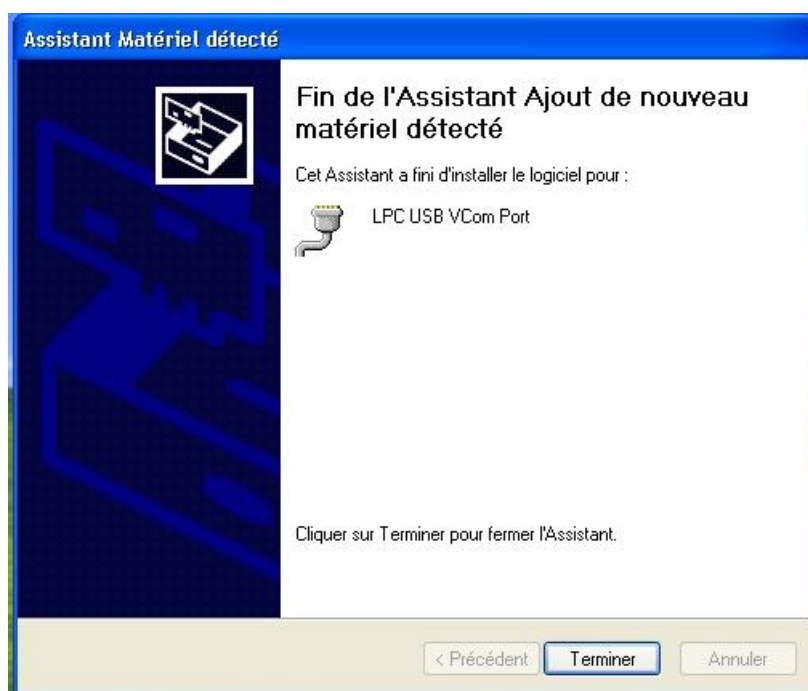 Assistant Matériel détecté
Fin de l'Assistant Ajout de nouveau
matériel détecté
Cet Assistant a fini d'installer le logiciel pour :
LPC USB VCom Port
Cliquer sur Terminer pour fermer l'Assistant.
< Précédent Terminer Annuler